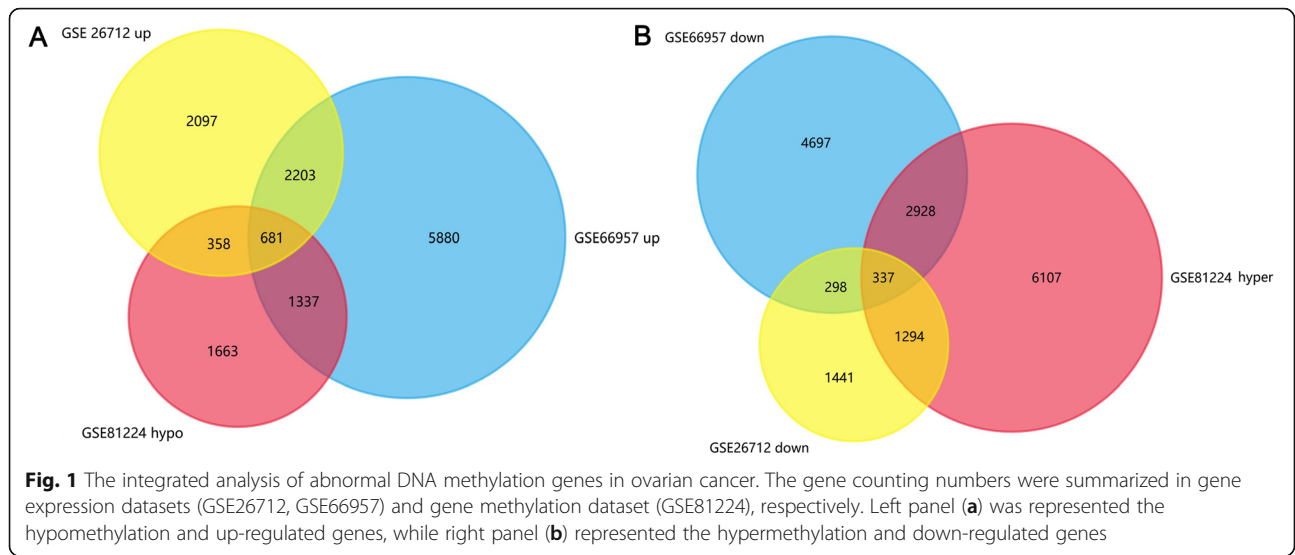 A
GSE 26712 up
2097
2203
358
681
5880
GSE66957 up
1337
1663
GSE81224 hypo
B
GSE66957 down
4697
2928
298
337
6107
GSE81224 hyper
1294
1441
GSE26712 down
Fig. 1 The integrated analysis of abnormal DNA methylation genes in ovarian cancer. The gene counting numbers were summarized in gene
expression datasets (GSE26712, GSE66957) and gene methylation dataset (GSE81224), respectively. Left panel (a) was represented the
hypomethylation and up-regulated genes, while right panel (b) represented the hypermethylation and down-regulated genes